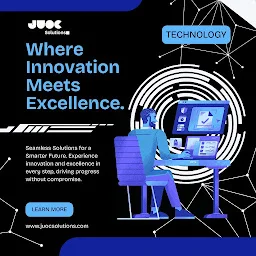 JUOC
Solutions
TECHNOLOGY
Where
Innovation
Meets
Excellence.
Seamless Solutions for a
Smarter Future. Experience
innovation and excellence in
every step, driving progress
without compromise.
LEARN MORE
www.juocsolutions.com